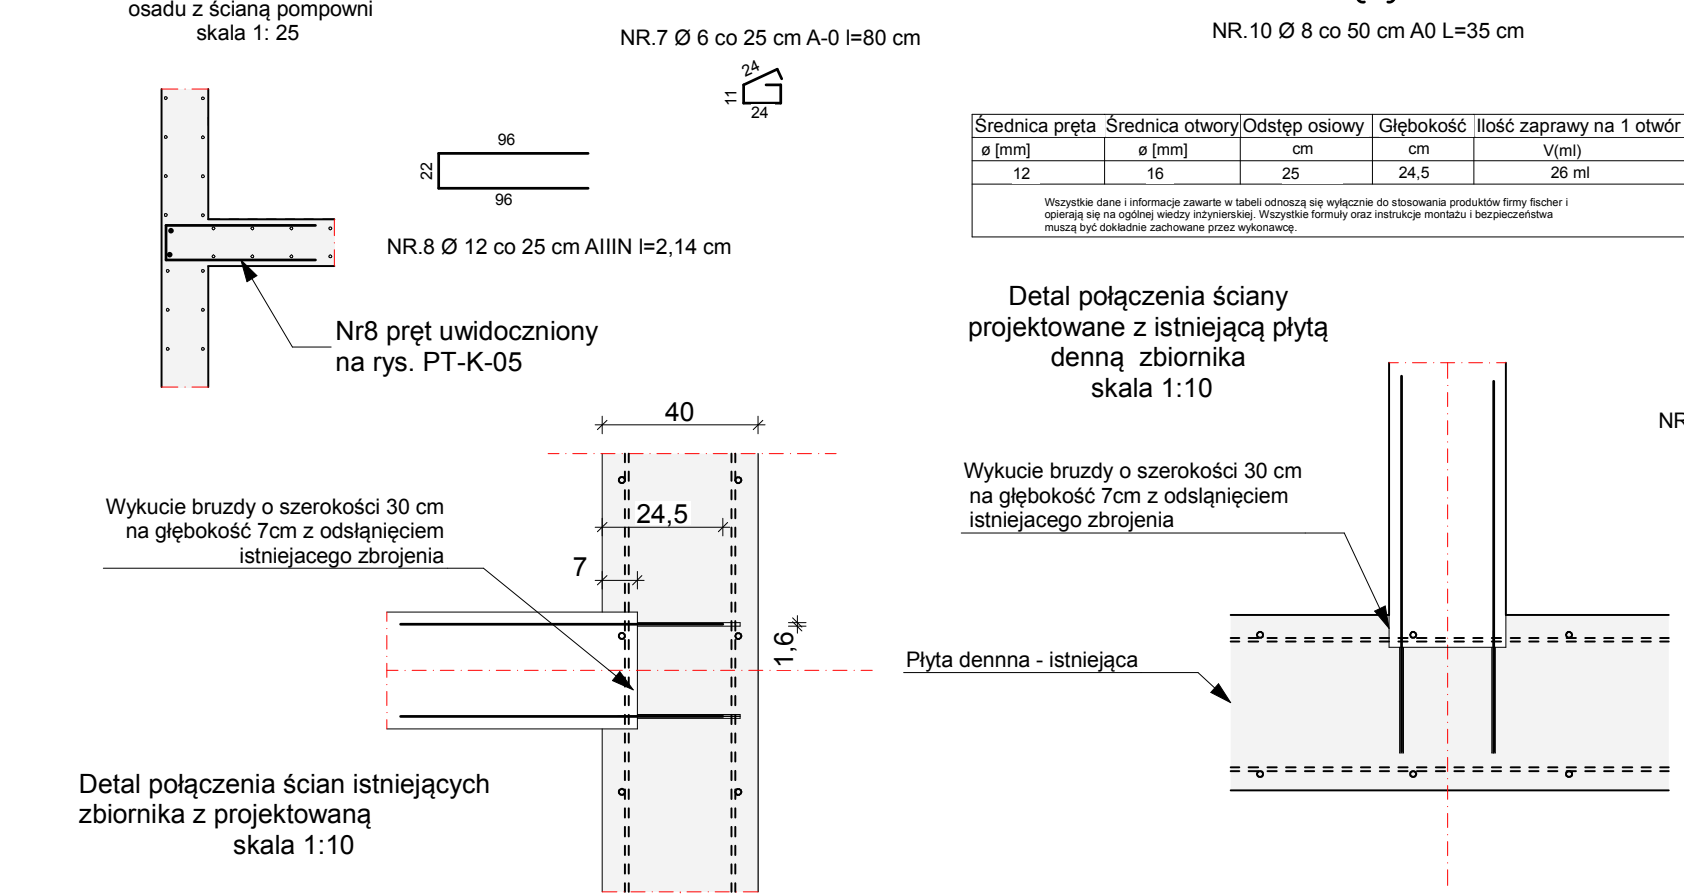 osadu z ścianą pompowni
skala 1: 25
NR.7 Ø 6 co 25 cm A-0 l=80 cm
24
11
24
NR.10 Ø 8 co 50 cm A0 L=35 cm
96
22
96
NR.8 Ø 12 co 25 cm AIIIN l=2,14 cm
Nr8 pręt uwidoczniony
na rys. PT-K-05
Średnica pręta Średnica otwory Odstęp osiowy Głębokość Ilość zaprawy na 1 otwór
ø [mm] ø [mm] cm cm V(ml)
12 16 25 24,5 26 ml
Wszystkie dane i informacje zawarte w tabeli odnoszą się wyłącznie do stosowania produktów firmy fischer i
opierają się na ogólnej wiedzy inżynierskiej. Wszystkie formuły oraz instrukcje montażu i bezpieczeństwa
muszą być dokładnie zachowane przez wykonawcę.
Detal połączenia ściany
projektowane z istniejącą płytą
denną zbiornika
skala 1:10
NR
40
Wykucie bruzdy o szerokości 30 cm
na głębokość 7cm z odsłąnięciem
istniejacego zbrojenia
24,5
7
1,6
Wykucie bruzdy o szerokości 30 cm
na głębokość 7cm z odsląnięciem
istniejacego zbrojenia
Płyta dennna - istniejąca
Detal połączenia ścian istniejących
zbiornika z projektowaną
skala 1:10